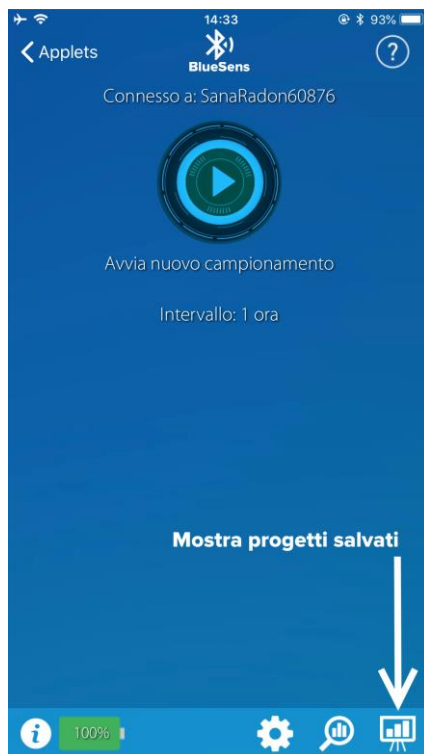 14:33
93%
Applets
BlueSens
?
Connesso a: SanaRadon60876
Avvia nuovo campionamento
Intervallo: 1 ora
Mostra progetti salvati
i
100%